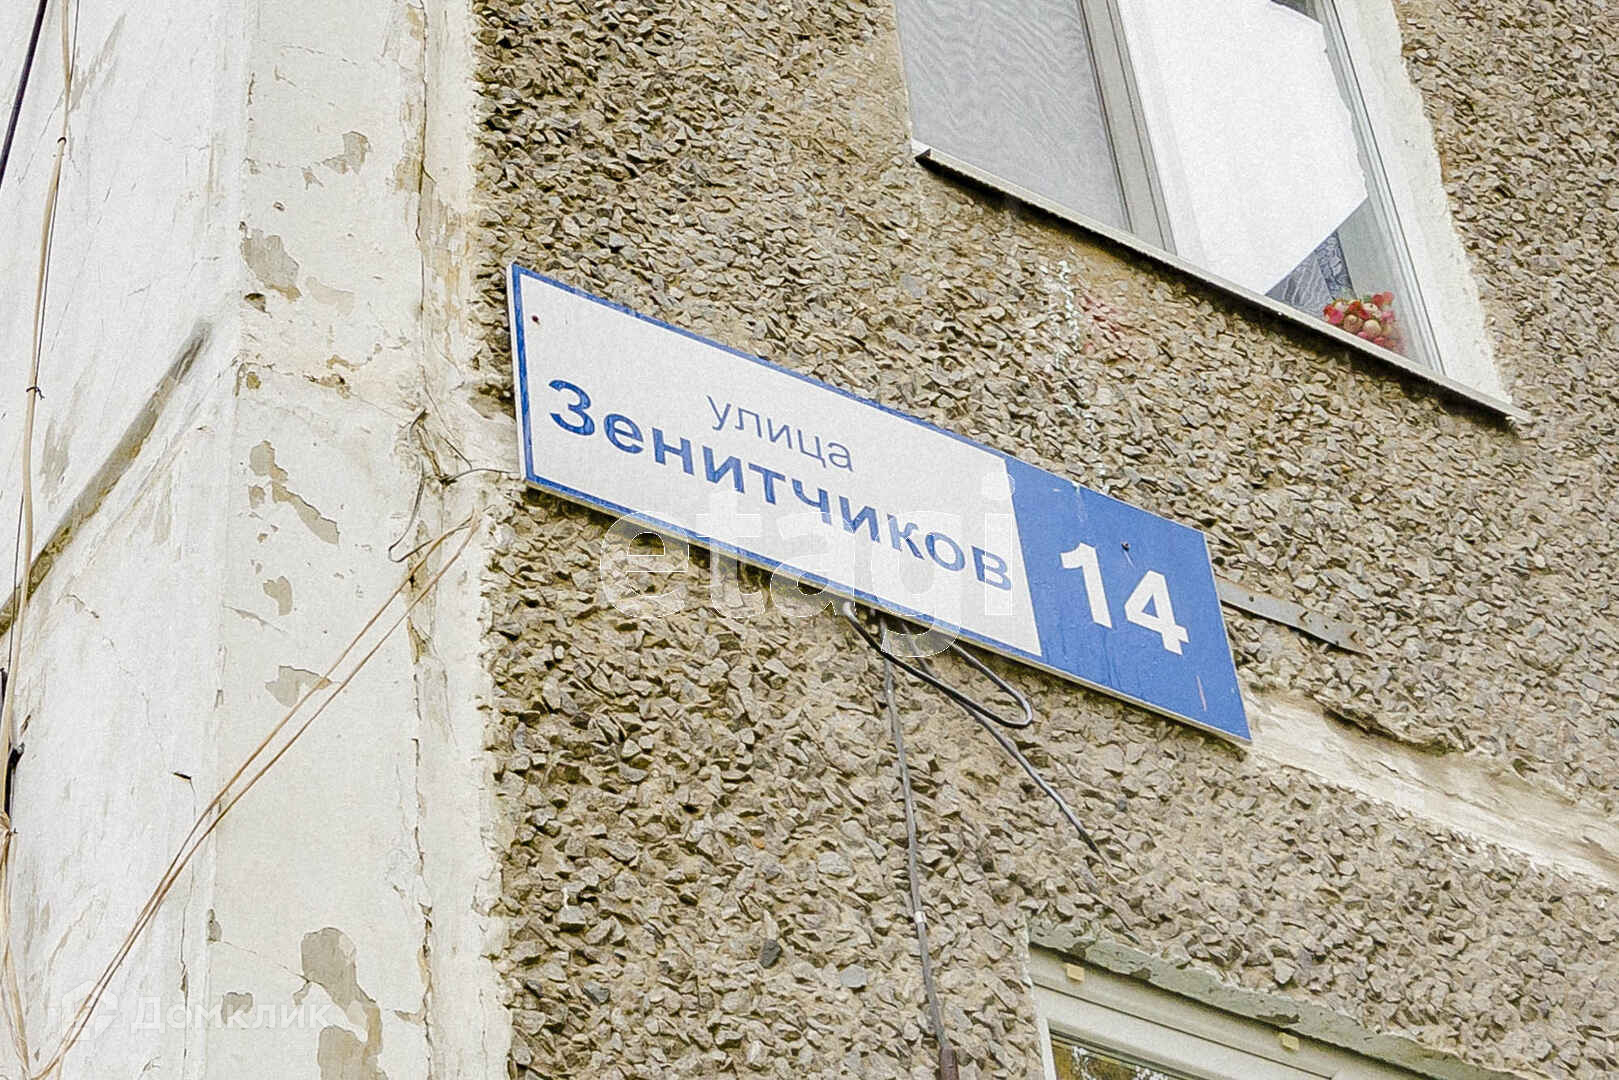 улица
Зенитчиков
14
etagi
Домклик